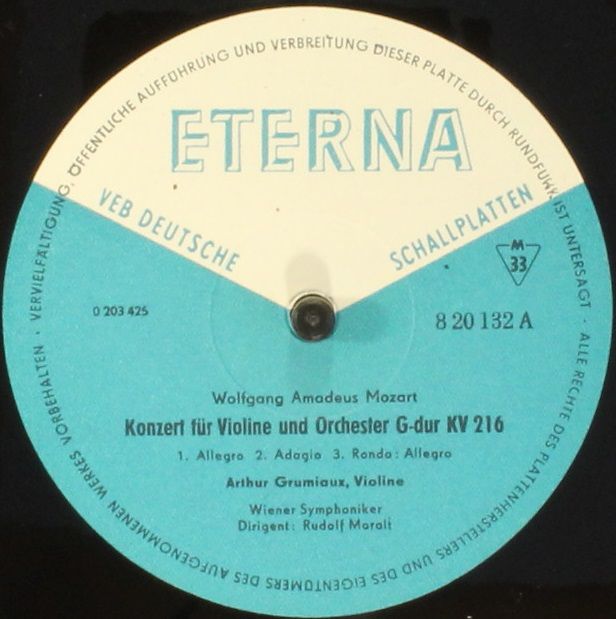 ALLE RECHTE DES PLATTENHERSTELLERS UND DES EIGENTÜMERS DES AUFGENOMMENEN WERKES VORBEHALTEN · VERVIELFÄLTIGUNG, ÖFFENTLICHE AUFFÜHRUNG UND VERBREITUNG DIESER PLATTE DURCH RUNDFUNK IST UNTERSAGT ·
ETERNA
VEB DEUTSCHE SCHALLPLATTEN
M
33
0 203 425
8 20 132 A
Wolfgang Amadeus Mozart
Konzert für Violine und Orchester G-dur KV 216
1. Allegro 2. Adagio 3. Rondo: Allegro
Arthur Grumiaux, Violine
Wiener Symphoniker
Dirigent: Rudolf Moralt